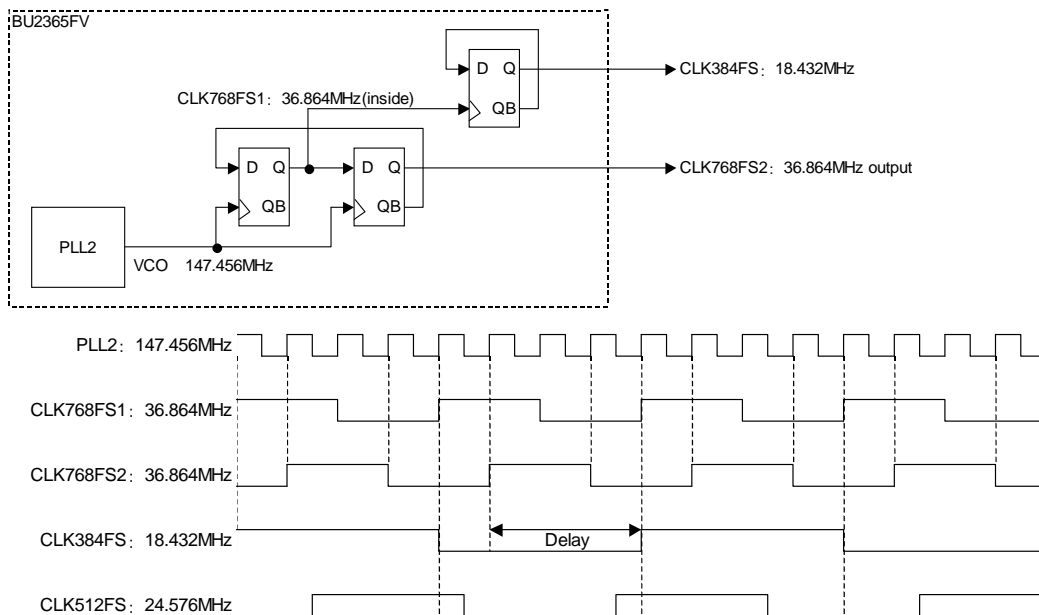 BU2365FV
D Q
QB
CLK384FS: 18.432MHz
CLK768FS1: 36.864MHz(inside)
D Q
QB
D Q
QB
CLK768FS2: 36.864MHz output
PLL2
VCO 147.456MHz
PLL2: 147.456MHz
CLK768FS1: 36.864MHz
CLK768FS2: 36.864MHz
CLK384FS: 18.432MHz
Delay
CLK512FS: 24.576MHz